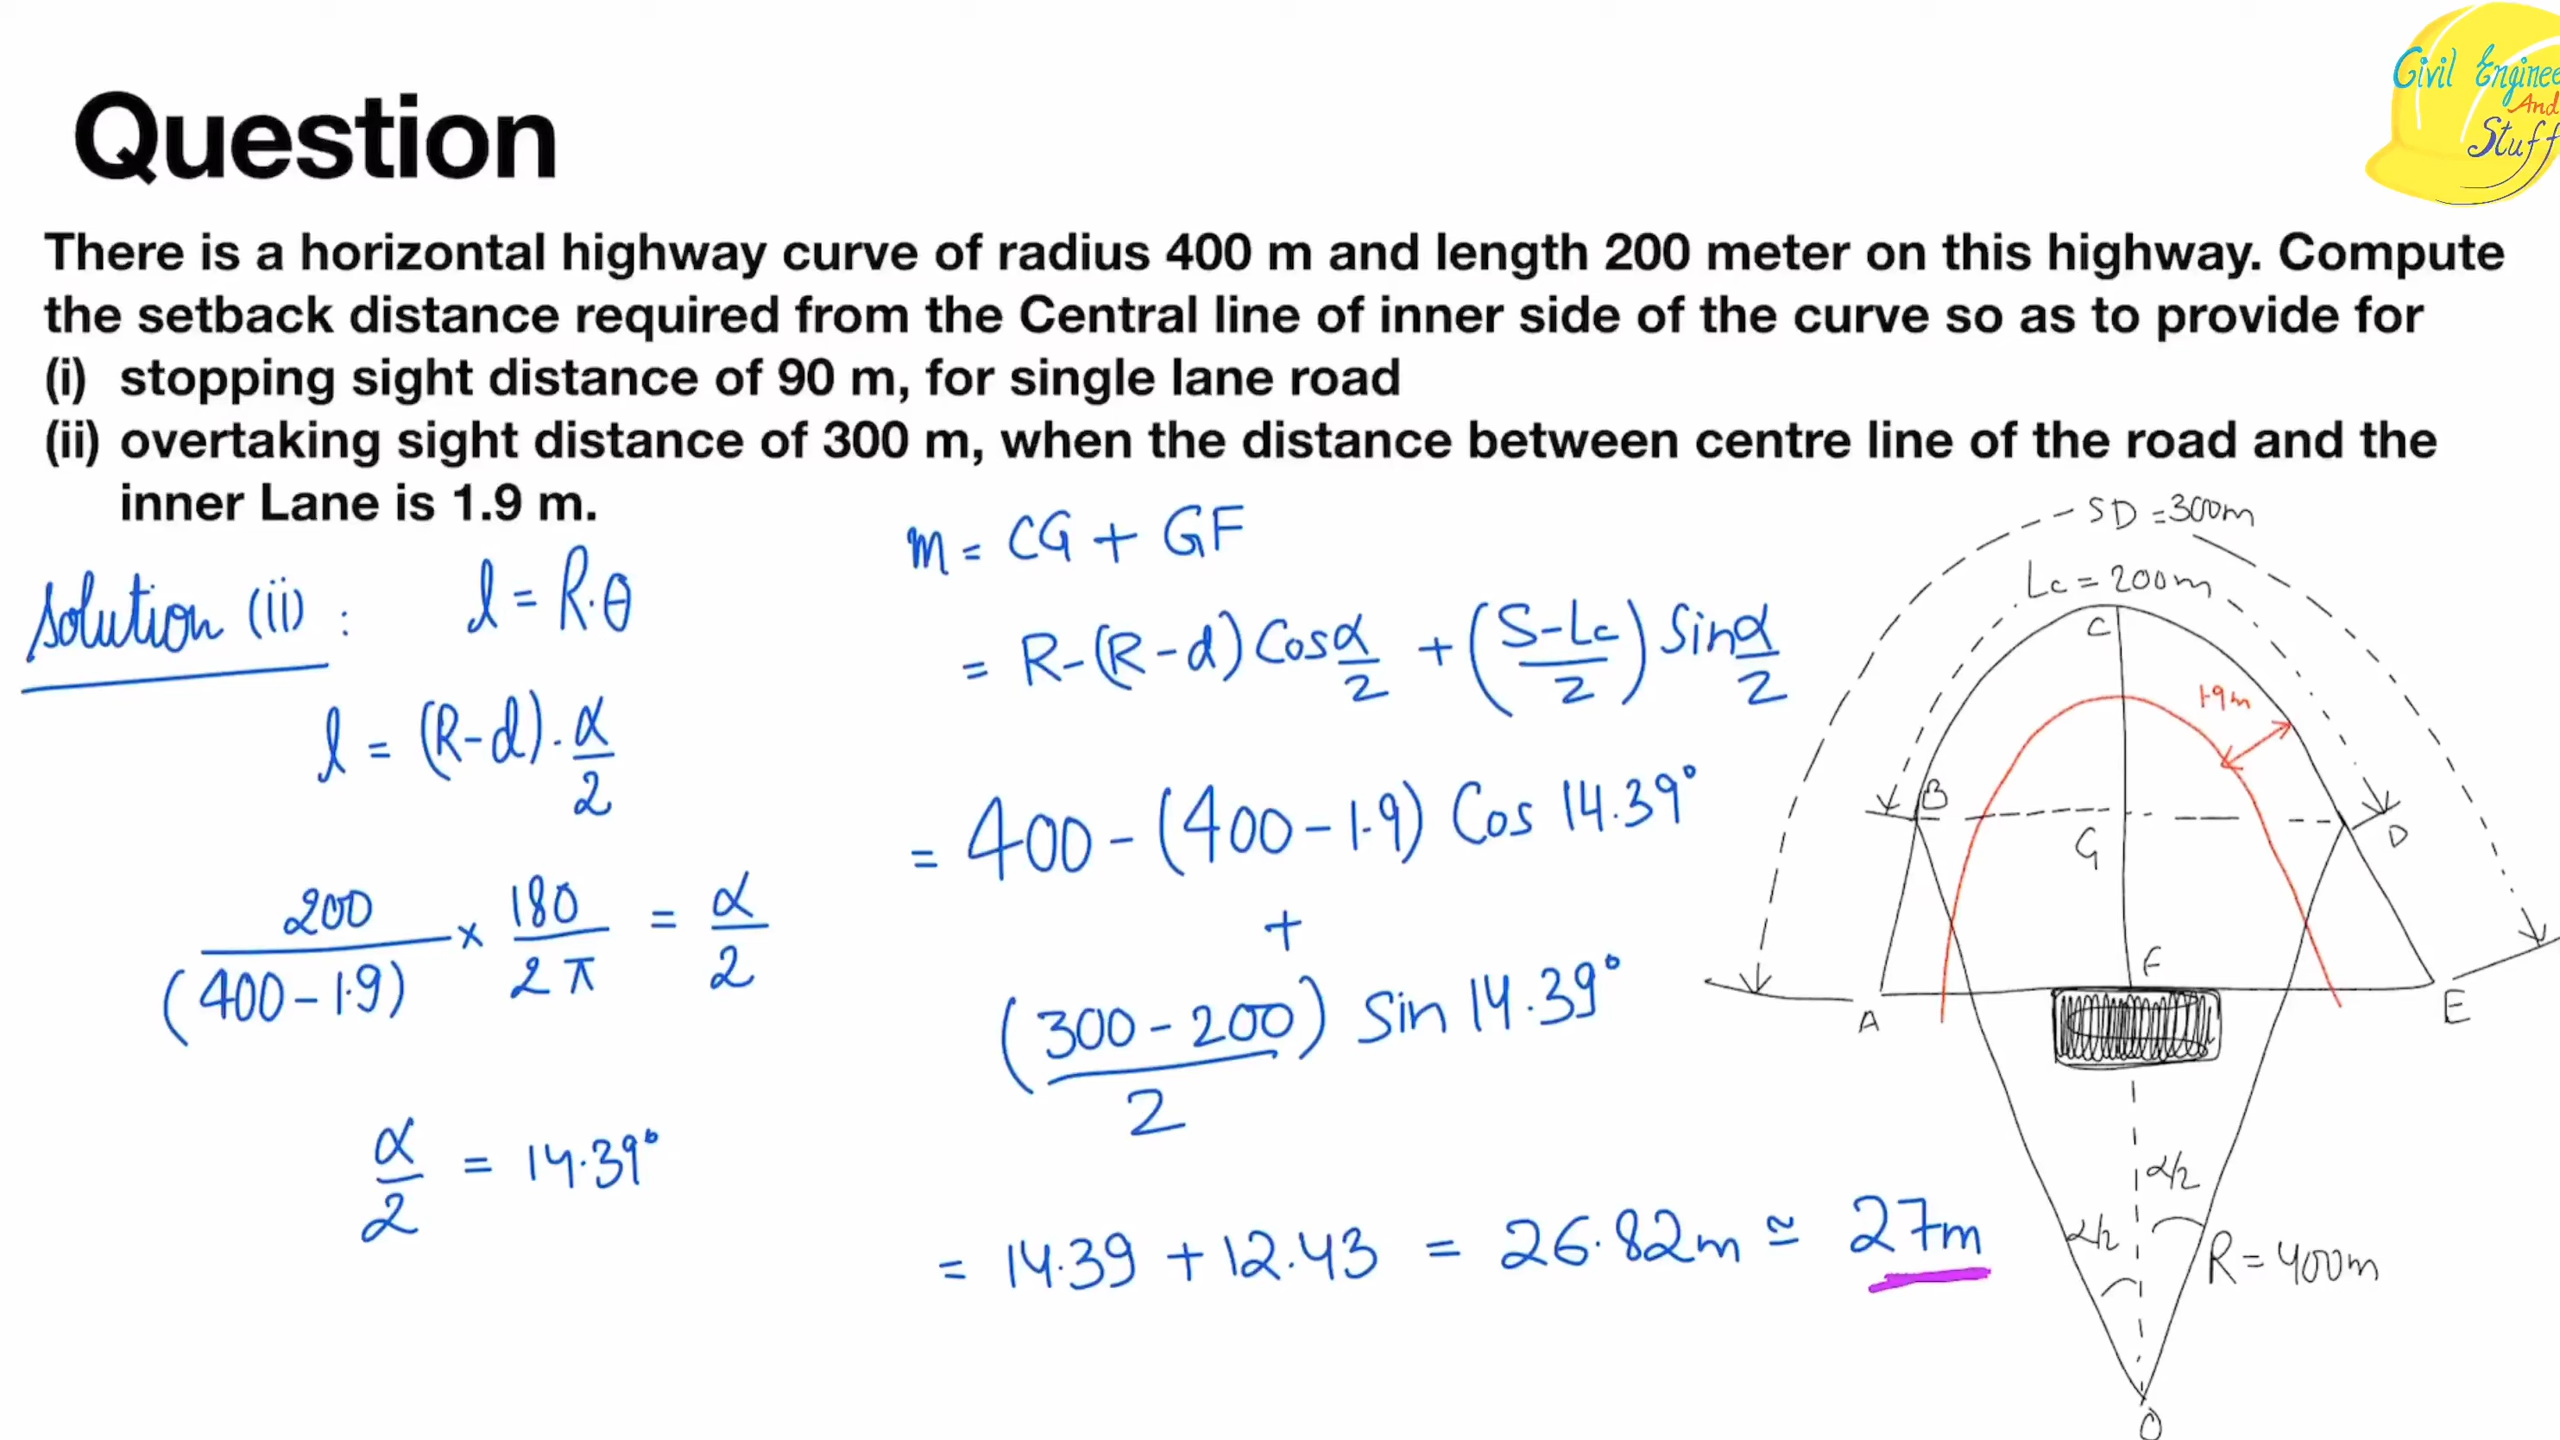 Civil Enginee
And
Stuff
Question
There is a horizontal highway curve of radius 400 m and length 200 meter on this highway. Compute
the setback distance required from the Central line of inner side of the curve so as to provide for
(i) stopping sight distance of 90 m, for single lane road
(ii) overtaking sight distance of 300 m, when the distance between centre line of the road and the
inner Lane is 1.9 m.
Solution (ii) :
l = R.θ
l = (R-d).α/2
200/(400-1.9) × 180/2π = α/2
α/2 = 14.39°
m = CG + GF
= R-(R-d) Cos α/2 + ((S-Lc)/2) Sin α/2
= 400-(400-1.9) Cos 14.39°
+
((300-200)/2) Sin 14.39°
= 14.39 + 12.43 = 26.82m ≃ 27m
SD =300m
Lc = 200m
C
1.9m
B
G
D
F
A
E
α/2
α/2
R = 400m
O